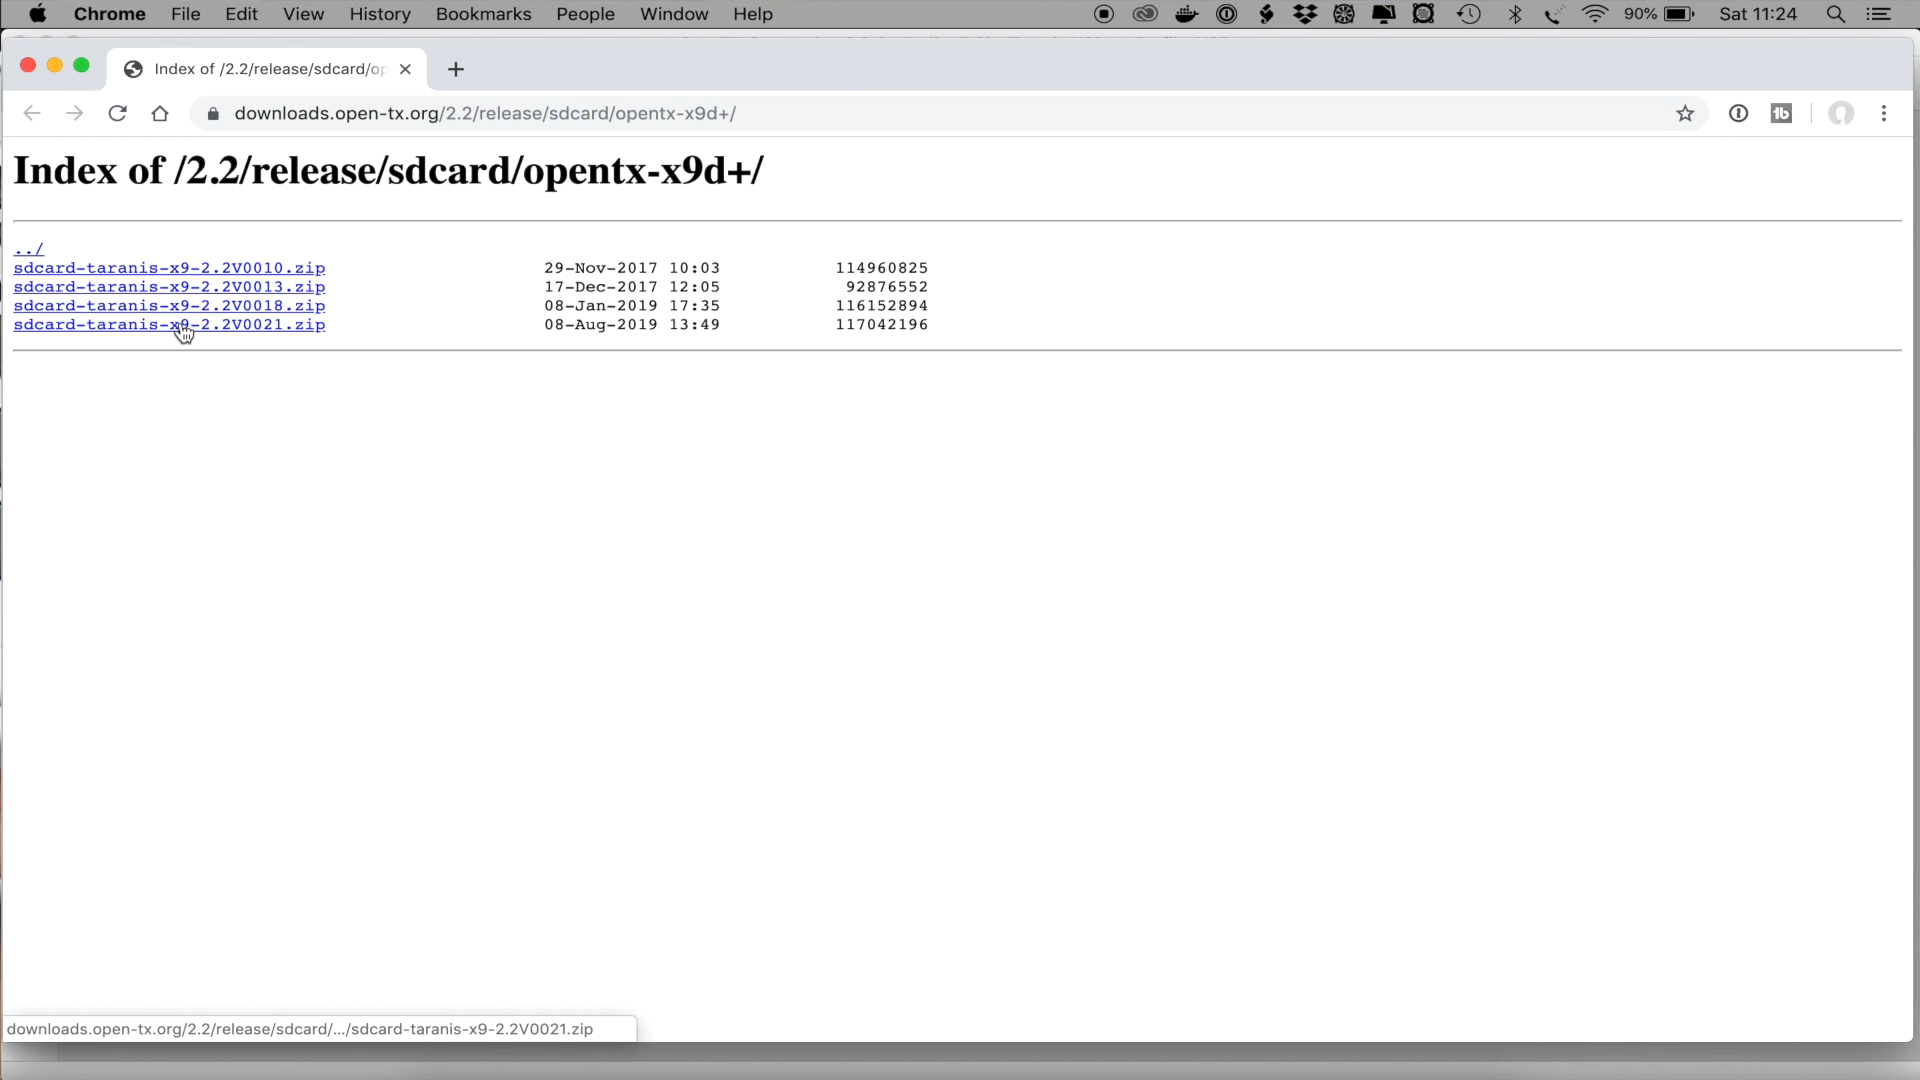 Chrome File Edit View History Bookmarks People Window Help 90% Sat 11:24
Index of /2.2/release/sdcard/op
downloads.open-tx.org/2.2/release/sdcard/opentx-x9d+/
Index of /2.2/release/sdcard/opentx-x9d+/
../
sdcard-taranis-x9-2.2V0010.zip 29-Nov-2017 10:03 114960825
sdcard-taranis-x9-2.2V0013.zip 17-Dec-2017 12:05 92876552
sdcard-taranis-x9-2.2V0018.zip 08-Jan-2019 17:35 116152894
sdcard-taranis-x9-2.2V0021.zip 08-Aug-2019 13:49 117042196
downloads.open-tx.org/2.2/release/sdcard/.../sdcard-taranis-x9-2.2V0021.zip